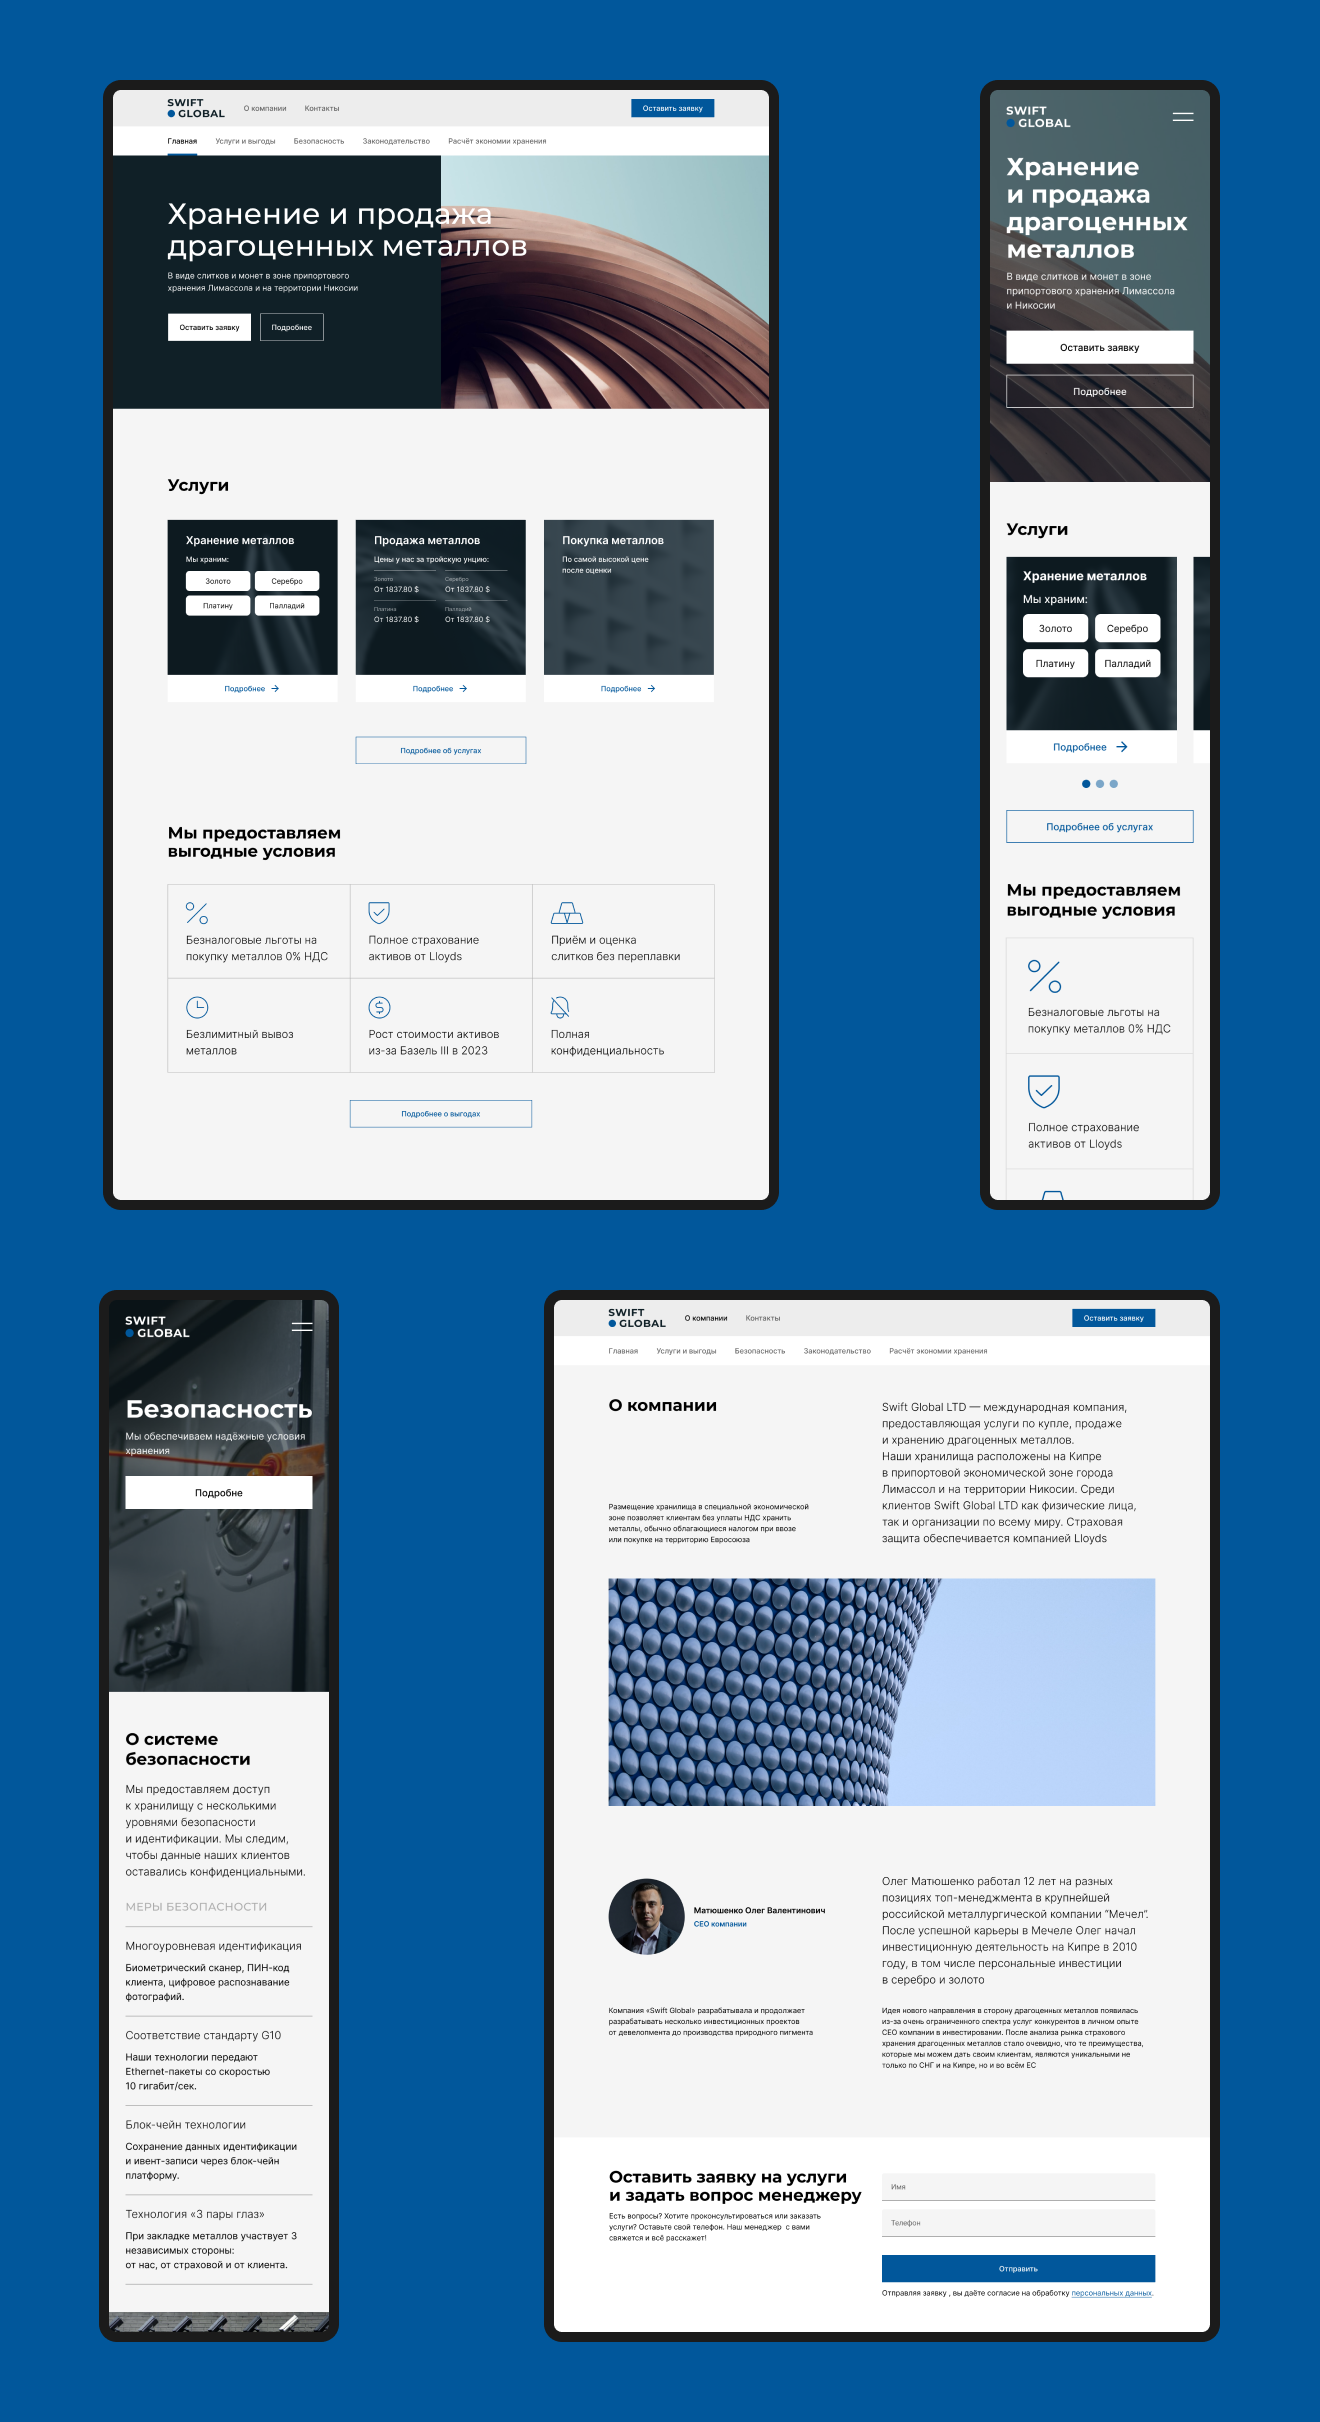 SWIFT
GLOBAL
О компании
Контакты
Оставить заявку
Главная
Услуги и выгоды
Безопасность
Законодательство
Расчёт экономии хранения
Хранение и продажа
драгоценных металлов
В виде слитков и монет в зоне припортового
хранения Лимассола и на территории Никосии
Оставить заявку
Подробнее
Услуги
Хранение металлов
Мы храним:
Золото
Серебро
Платину
Палладий
Подробнее
Продажа металлов
Цены у нас за тройскую унцию:
Золото
От 1837.80 $
Серебро
От 1837.80 $
Платина
От 1837.80 $
Палладий
От 1837.80 $
Подробнее
Покупка металлов
По самой высокой цене
после оценки
Подробнее
Подробнее об услугах
Мы предоставляем
выгодные условия
Безналоговые льготы на
покупку металлов 0% НДС
Полное страхование
активов от Lloyds
Приём и оценка
слитков без переплавки
Безлимитный вывоз
металлов
Рост стоимости активов
из-за Базель III в 2023
Полная
конфиденциальность
Подробнее о выгодах
SWIFT
GLOBAL
Хранение
и продажа
драгоценных
металлов
В виде слитков и монет в зоне
припортового хранения Лимассола
и Никосии
Оставить заявку
Подробнее
Услуги
Хранение металлов
Мы храним:
Золото
Серебро
Платину
Палладий
Подробнее
Подробнее об услугах
Мы предоставляем
выгодные условия
Безналоговые льготы на
покупку металлов 0% НДС
Полное страхование
активов от Lloyds
SWIFT
GLOBAL
Безопасность
Мы обеспечиваем надёжные условия
хранения
Подробне
О системе
безопасности
Мы предоставляем доступ
к хранилищу с несколькими
уровнями безопасности
и идентификации. Мы следим,
чтобы данные наших клиентов
оставались конфиденциальными.
МЕРЫ БЕЗОПАСНОСТИ
Многоуровневая идентификация
Биометрический сканер, ПИН-код
клиента, цифровое распознавание
фотографий.
Соответствие стандарту G10
Наши технологии передают
Ethernet-пакеты со скоростью
10 гигабит/сек.
Блок-чейн технологии
Сохранение данных идентификации
и ивент-записи через блок-чейн
платформу.
Технология «3 пары глаз»
При закладке металлов участвует 3
независимых стороны:
от нас, от страховой и от клиента.
SWIFT
GLOBAL
О компании
Контакты
Оставить заявку
Главная
Услуги и выгоды
Безопасность
Законодательство
Расчёт экономии хранения
О компании
Размещение хранилища в специальной экономической
зоне позволяет клиентам без уплаты НДС хранить
металлы, обычно облагающиеся налогом при ввозе
или покупке на территорию Евросоюза
Swift Global LTD — международная компания,
предоставляющая услуги по купле, продаже
и хранению драгоценных металлов.
Наши хранилища расположены на Кипре
в припортовой экономической зоне города
Лимассол и на территории Никосии. Среди
клиентов Swift Global LTD как физические лица,
так и организации по всему миру. Страховая
защита обеспечивается компанией Lloyds
Матюшенко Олег Валентинович
CEO компании
Олег Матюшенко работал 12 лет на разных
позициях топ-менеджмента в крупнейшей
российской металлургической компании “Мечел”.
После успешной карьеры в Мечеле Олег начал
инвестиционную деятельность на Кипре в 2010
году, в том числе персональные инвестиции
в серебро и золото
Компания «Swift Global» разрабатывала и продолжает
разрабатывать несколько инвестиционных проектов
от девелопмента до производства природного пигмента
Идея нового направления в сторону драгоценных металлов появилась
из-за очень ограниченного спектра услуг конкурентов в личном опыте
CEO компании в инвестировании. После анализа рынка страхового
хранения драгоценных металлов стало очевидно, что те преимущества,
которые мы можем дать своим клиентам, являются уникальными не
только по СНГ и на Кипре, но и во всём ЕС
Оставить заявку на услуги
и задать вопрос менеджеру
Есть вопросы? Хотите проконсультироваться или заказать
услуги? Оставьте свой телефон. Наш менеджер  с вами
свяжется и всё расскажет!
Имя
Телефон
Отправить
Отправляя заявку , вы даёте согласие на обработку персональных данных.